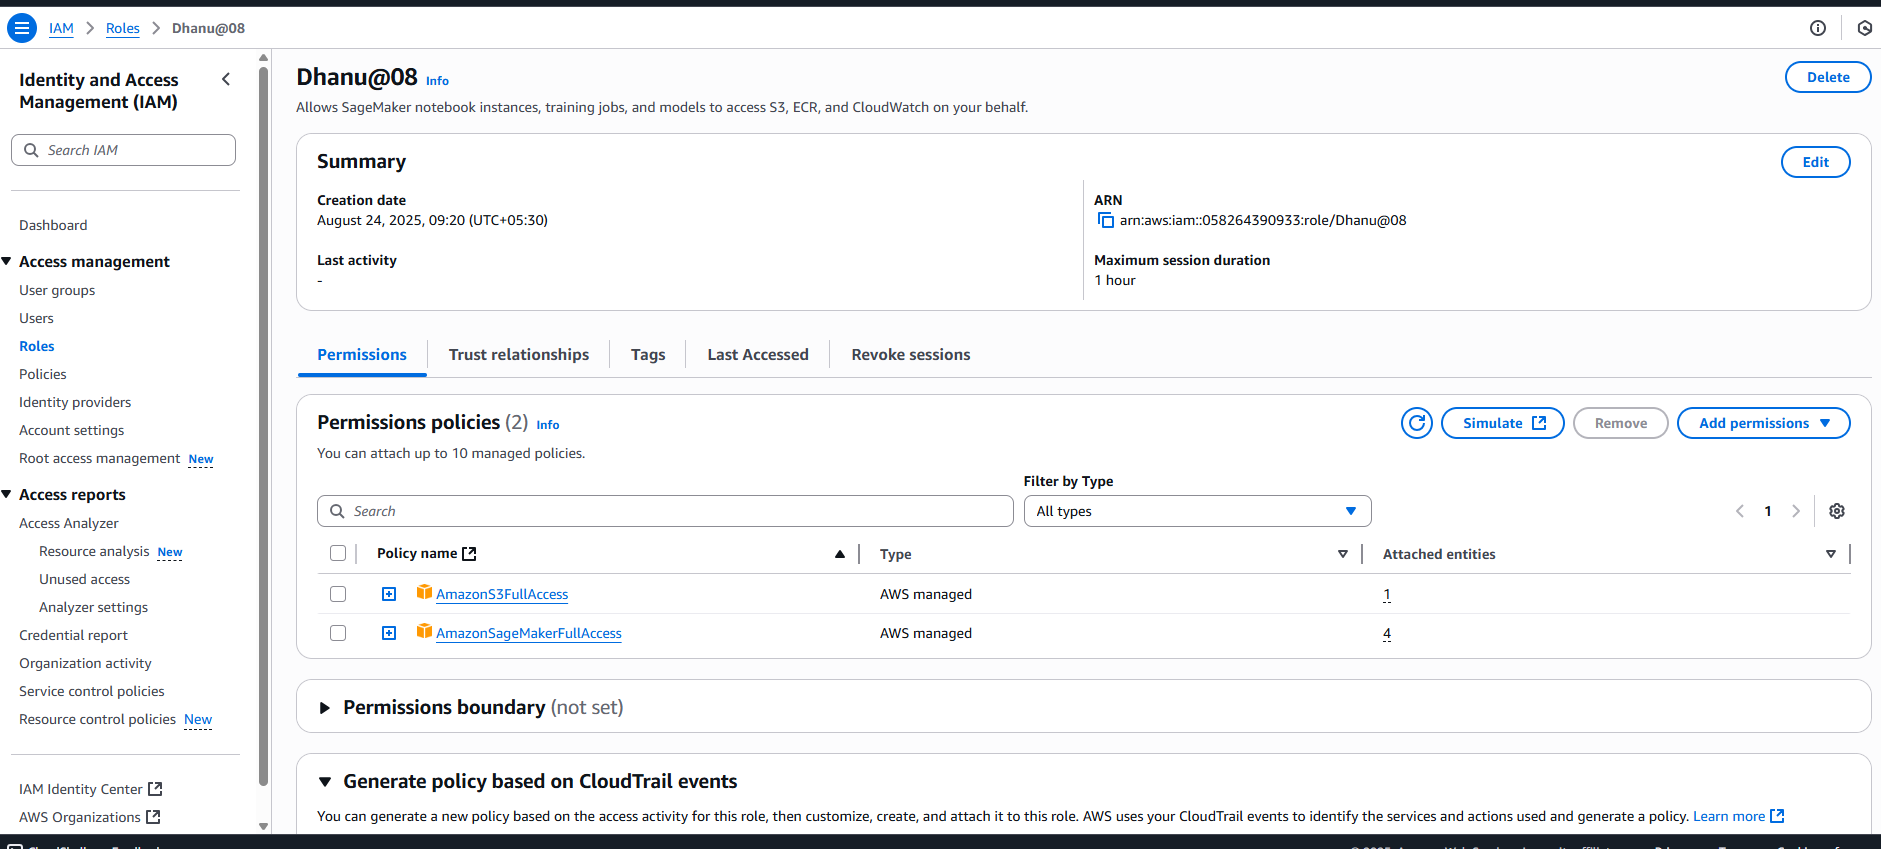 IAM > Roles > Dhanu@08
Identity and Access Management (IAM)
Search IAM
Dashboard
Access management
User groups
Users
Roles
Policies
Identity providers
Account settings
Root access management New
Access reports
Access Analyzer
Resource analysis New
Unused access
Analyzer settings
Credential report
Organization activity
Service control policies
Resource control policies New
IAM Identity Center
AWS Organizations
Dhanu@08 Info
Delete
Allows SageMaker notebook instances, training jobs, and models to access S3, ECR, and CloudWatch on your behalf.
Summary
Edit
Creation date
August 24, 2025, 09:20 (UTC+05:30)
ARN
arn:aws:iam::058264390933:role/Dhanu@08
Last activity
-
Maximum session duration
1 hour
Permissions Trust relationships Tags Last Accessed Revoke sessions
Permissions policies (2) Info
Simulate Remove Add permissions
You can attach up to 10 managed policies.
Filter by Type
Search
All types
1
Policy name Type Attached entities
AmazonS3FullAccess AWS managed 1
AmazonSageMakerFullAccess AWS managed 4
Permissions boundary (not set)
Generate policy based on CloudTrail events
You can generate a new policy based on the access activity for this role, then customize, create, and attach it to this role. AWS uses your CloudTrail events to identify the services and actions used and generate a policy. Learn more